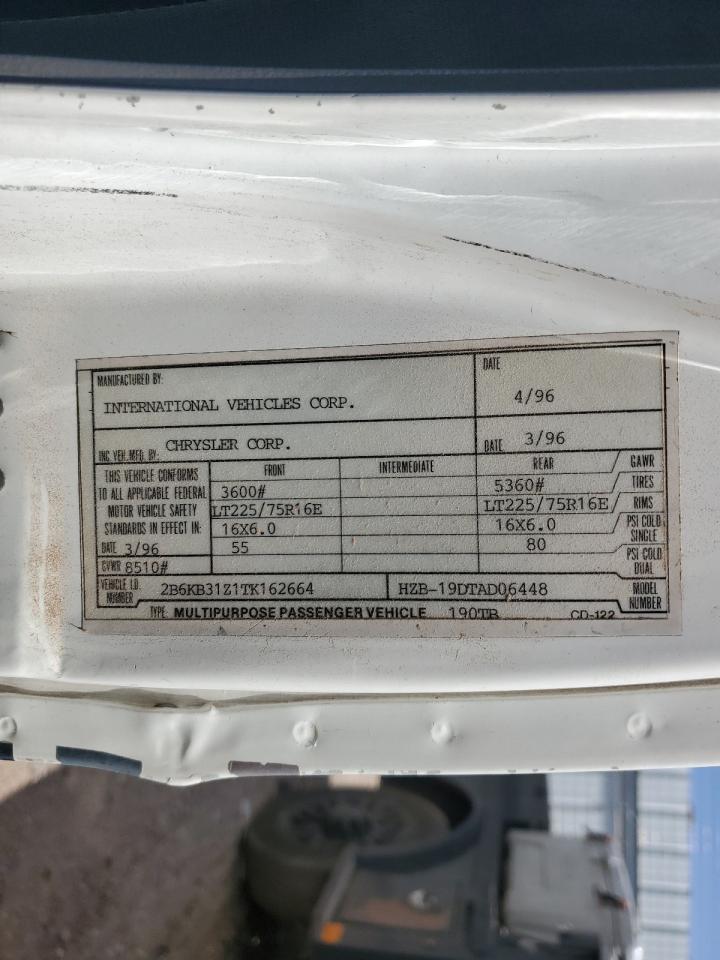 MANUFACTURED BY: DATE
INTERNATIONAL VEHICLES CORP. 4/96
CHRYSLER CORP.
INC VEH. MFG. BY: DATE 3/96
THIS VEHICLE CONFORMS
TO ALL APPLICABLE FEDERAL
MOTOR VEHICLE SAFETY
STANDARDS IN EFFECT IN:
DATE 3/96
FRONT INTERMEDIATE REAR GAWR
3600# 5360# TIRES
LT225/75R16E LT225/75R16E RIMS
16X6.0 16X6.0 PSI COLD SINGLE
55 80 PSI COLD DUAL
GVWR 8510#
VEHICLE I.D. NUMBER 2B6KB31Z1TK162664 HZB-19DTAD06448 MODEL NUMBER
TYPE: MULTIPURPOSE PASSENGER VEHICLE 190TB CD-122